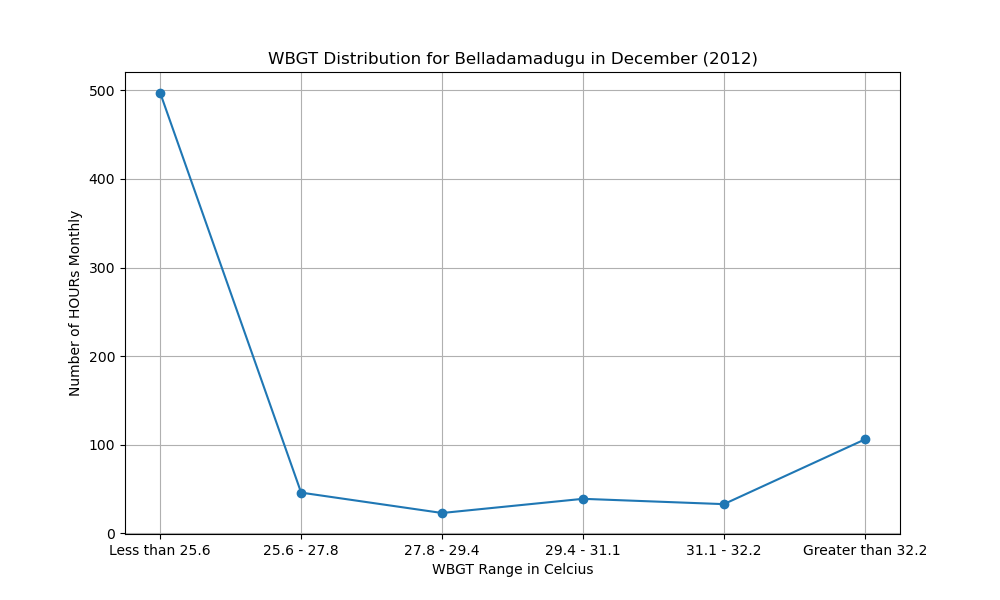 WBGT Distribution for Belladamadugu in December (2012)
Number of HOURs Monthly
500
400
300
200
100
0
Less than 25.6
25.6 - 27.8
27.8 - 29.4
29.4 - 31.1
31.1 - 32.2
Greater than 32.2
WBGT Range in Celcius